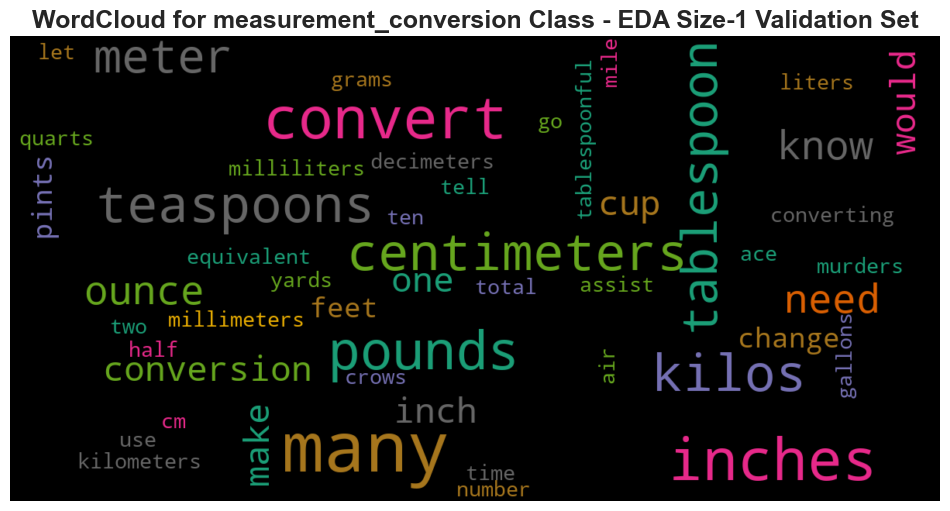 WordCloud for measurement_conversion Class - EDA Size-1 Validation Set
let
meter
grams
mile
would
liters
tablespoonful
tablespoon
convert
go
quarts
know
pints
milliliters
decimeters
tell
teaspoons
ten
cup
converting
centimeters
equivalent
ace
murders
yards
one
total
assist
ounce
feet
need
two
millimeters
change
gallons
half
pounds
conversion
crows
air
kilos
make
inch
cm
use
many
kilometers
time
number
inches